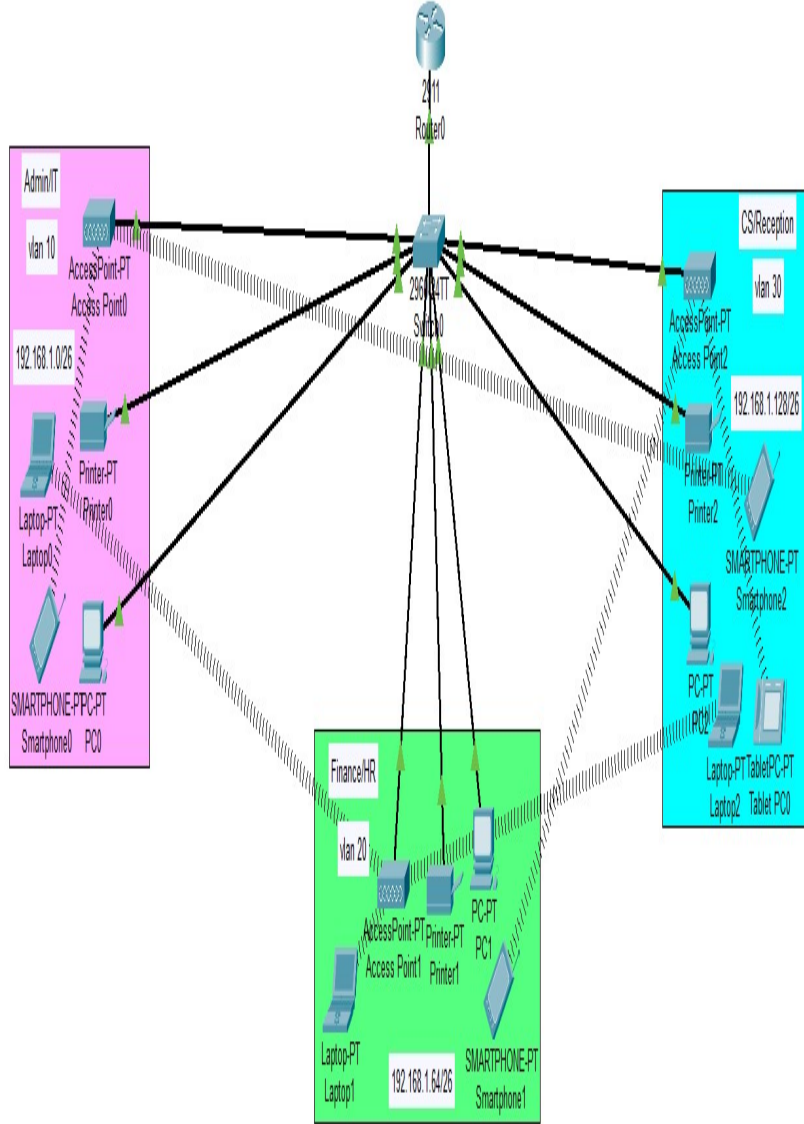 2911
Router0
Admin/IT
vlan 10
AccessPoint-PT
Access Point0
192.168.1.0/26
Printer-PT
Printer0
Laptop-PT
Laptop0
SMARTPHONE-PT
Smartphone0
PC-PT
PC0
Switch0
CS/Reception
vlan 30
AccessPoint-PT
Access Point2
192.168.1.128/26
Printer-PT
Printer2
SMARTPHONE-PT
Smartphone2
PC-PT
PC2
Laptop-PT
Laptop2
TabletPC-PT
Tablet PC0
Finance/HR
vlan 20
AccessPoint-PT
Access Point1
Printer-PT
Printer1
PC-PT
PC1
Laptop-PT
Laptop1
192.168.1.64/26
SMARTPHONE-PT
Smartphone1